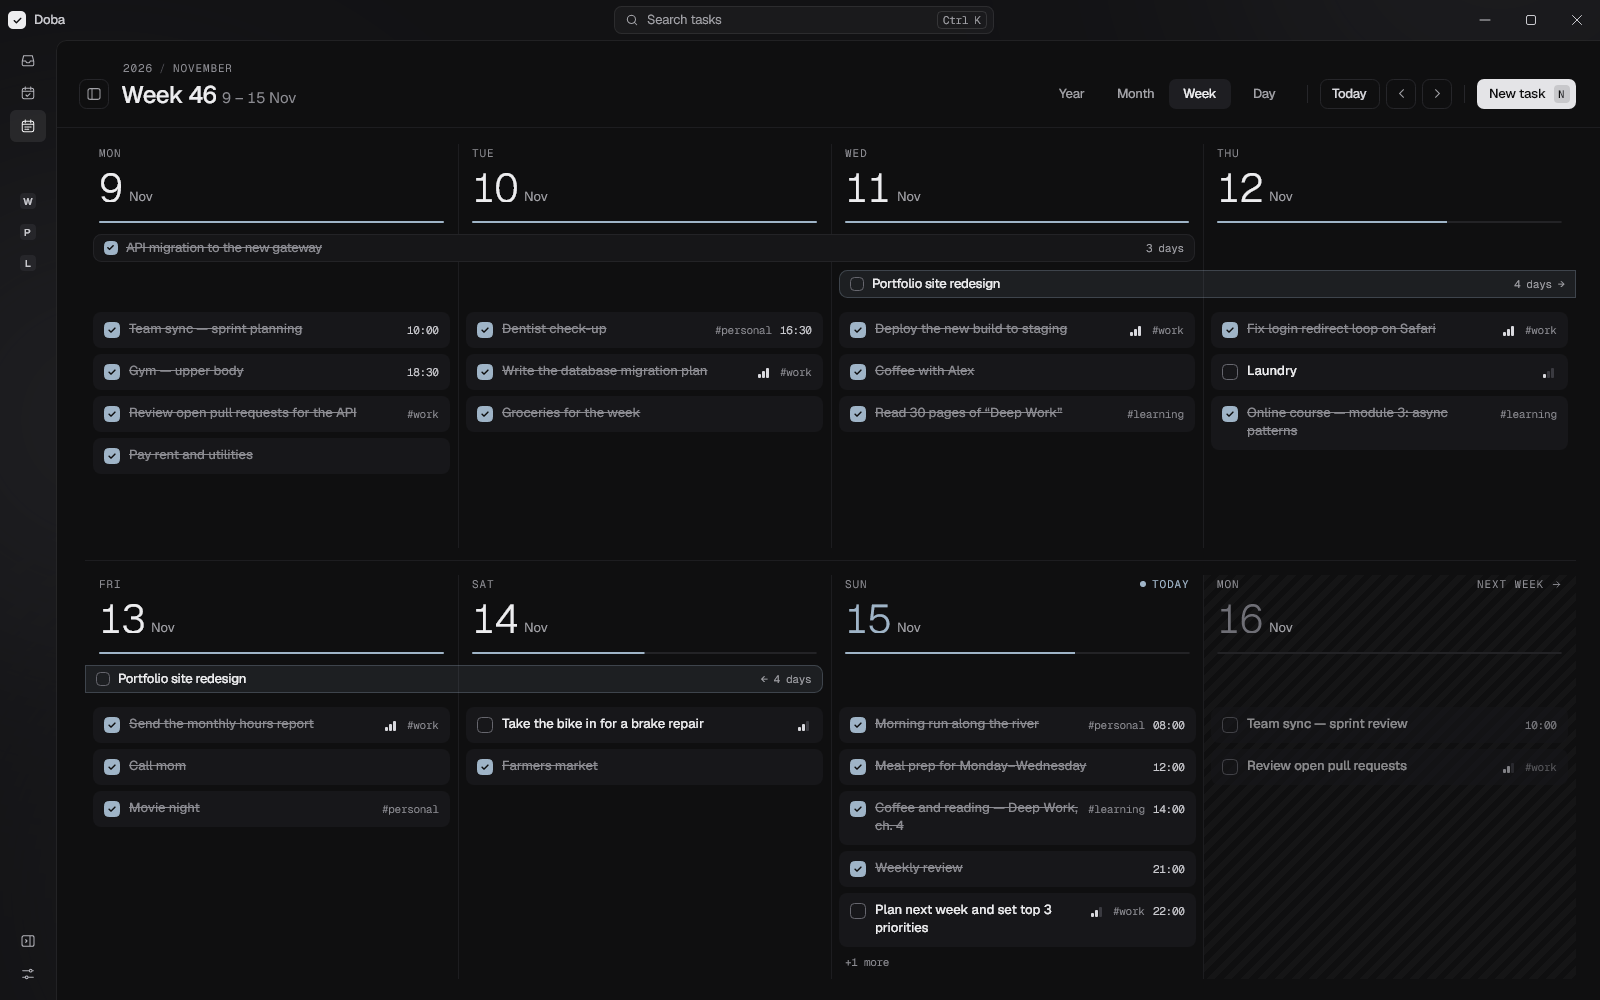 Doba
Search tasks
Ctrl K
2026 / NOVEMBER
Week 46 9 – 15 Nov
Year
Month
Week
Day
Today
New task N
W
P
L
MON
9 Nov
TUE
10 Nov
WED
11 Nov
THU
12 Nov
API migration to the new gateway 3 days
Portfolio site redesign 4 days →
Team sync — sprint planning 10:00
Gym — upper body 18:30
Review open pull requests for the API #work
Pay rent and utilities
Dentist check-up #personal 16:30
Write the database migration plan #work
Groceries for the week
Deploy the new build to staging #work
Coffee with Alex
Read 30 pages of “Deep Work” #learning
Fix login redirect loop on Safari #work
Laundry
Online course — module 3: async #learning
patterns
FRI
13 Nov
SAT
14 Nov
SUN TODAY
15 Nov
MON NEXT WEEK →
16 Nov
Portfolio site redesign ← 4 days
Send the monthly hours report #work
Call mom
Movie night #personal
Take the bike in for a brake repair
Farmers market
Morning run along the river #personal 08:00
Meal prep for Monday–Wednesday 12:00
Coffee and reading — Deep Work, #learning 14:00
ch. 4
Weekly review 21:00
Plan next week and set top 3 #work 22:00
priorities
+1 more
Team sync — sprint review 10:00
Review open pull requests #work